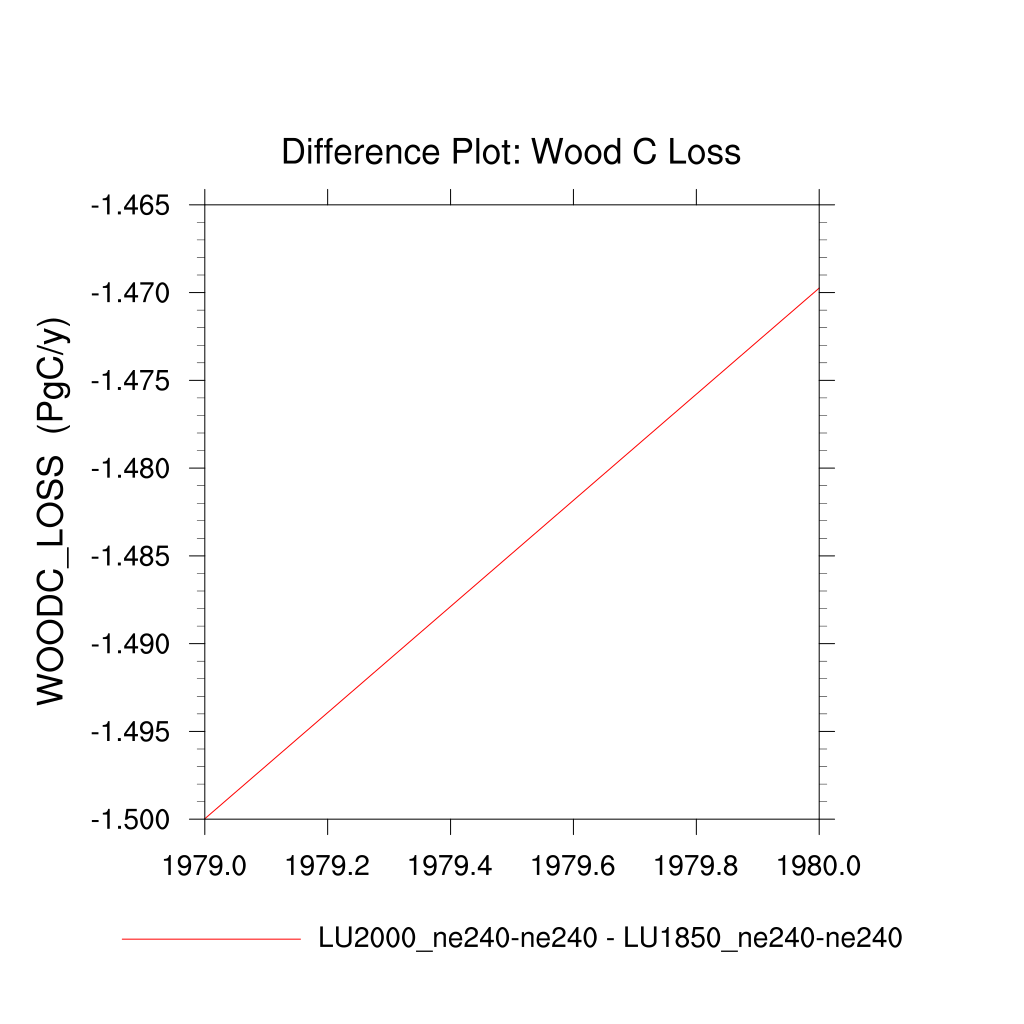 Difference Plot: Wood C Loss
WOODC_LOSS (PgC/y)
-1.465
-1.470
-1.475
-1.480
-1.485
-1.490
-1.495
-1.500
1979.0 1979.2 1979.4 1979.6 1979.8 1980.0
LU2000_ne240-ne240 - LU1850_ne240-ne240